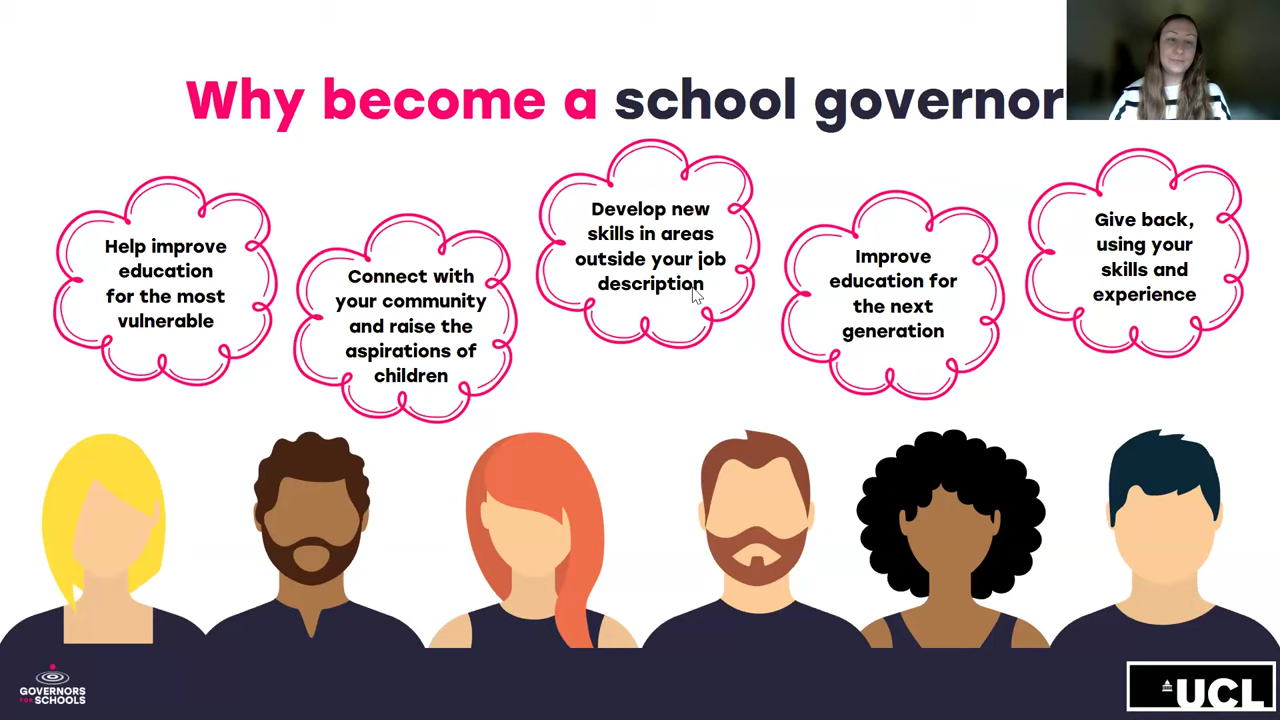 Why become a school governor
Help improve
education
for the most
vulnerable
Connect with
your community
and raise the
aspirations of
children
Develop new
skills in areas
outside your job
description
Improve
education for
the next
generation
Give back,
using your
skills and
experience
GOVERNORS
FOR SCHOOLS
UCL